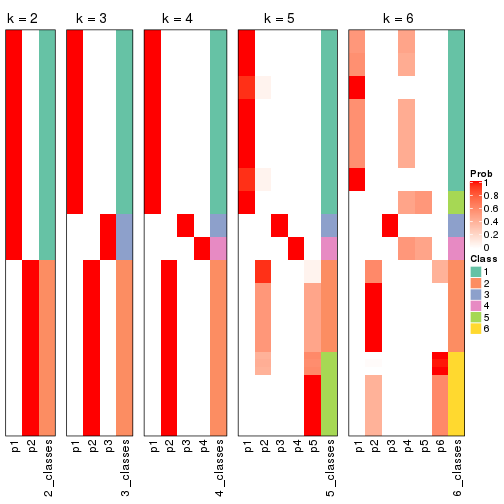 k = 2
k = 3
k = 4
k = 5
k = 6
Prob
1
0.8
0.6
0.4
0.2
0
Class
1
2
3
4
5
6
p1
p2
2_classes
p1
p2
p3
3_classes
p1
p2
p3
p4
4_classes
p1
p2
p3
p4
p5
5_classes
p1
p2
p3
p4
p5
p6
6_classes